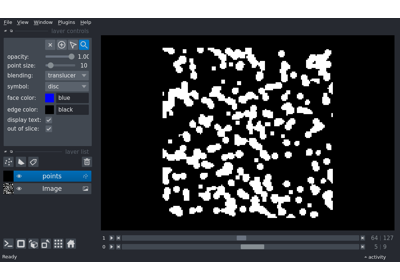 File View Window Plugins Help
layer controls
opacity: 1.00
point size: 10
blending: translucer
symbol: disc
face color: blue
edge color: black
display text:
out of slice:
layer list
points
Image
1 64 127
0 5 9
Ready activity